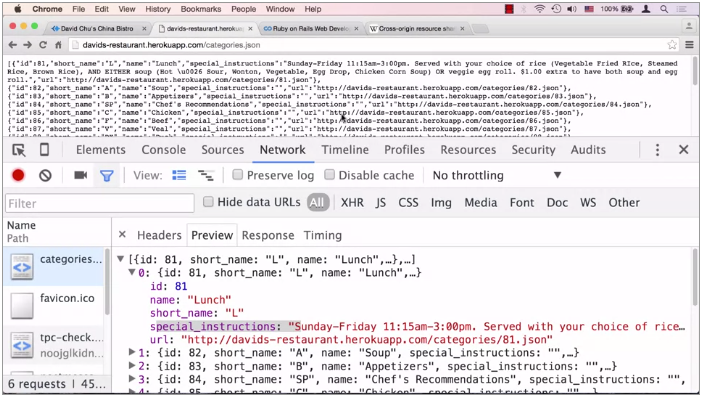 Chrome File Edit View History Bookmarks People Window Help 100% U.S.
David Chu's China Bistro davids-restaurant.herokuapp Ruby on Rails Web Devel Cross-origin resource sha
davids-restaurant.herokuapp.com/categories.json
[{"id":81,"short_name":"L","name":"Lunch","special_instructions":"Sunday-Friday 11:15am-3:00pm. Served with your choice of rice (Vegetable Fried RIce, Steamed
Rice, Brown Rice), AND EITHER soup (Hot \u0026 Sour, Wonton, Vegetable, Egg Drop, Chicken Corn Soup) OR veggie egg roll. $1.00 extra to have both soup and egg
roll.","url":"http://davids-restaurant.herokuapp.com/categories/81.json"},
{"id":82,"short_name":"A","name":"Soup","special_instructions":"","url":"http://davids-restaurant.herokuapp.com/categories/82.json"},
{"id":83,"short_name":"B","name":"Appetizers","special_instructions":"","url":"http://davids-restaurant.herokuapp.com/categories/83.json"},
{"id":84,"short_name":"SP","name":"Chef's Recommendations","special_instructions":"","url":"http://davids-restaurant.herokuapp.com/categories/84.json"},
{"id":85,"short_name":"C","name":"Chicken","special_instructions":"","url":"http://davids-restaurant.herokuapp.com/categories/85.json"},
{"id":86,"short_name":"F","name":"Beef","special_instructions":"","url":"http://davids-restaurant.herokuapp.com/categories/86.json"},
{"id":87,"short_name":"V","name":"Veal","special_instructions":"","url":"http://davids-restaurant.herokuapp.com/categories/87.json"},
Elements Console Sources Network Timeline Profiles Resources Security Audits
View: Preserve log Disable cache No throttling
Filter Hide data URLs All XHR JS CSS Img Media Font Doc WS Other
Name
Path
Headers Preview Response Timing
categories...
favicon.ico
tpc-check....
noojglkidn...
6 requests | 45...
[{id: 81, short_name: "L", name: "Lunch",…},…]
0: {id: 81, short_name: "L", name: "Lunch",…}
id: 81
name: "Lunch"
short_name: "L"
special_instructions: "Sunday-Friday 11:15am-3:00pm. Served with your choice of rice…
url: "http://davids-restaurant.herokuapp.com/categories/81.json"
1: {id: 82, short_name: "A", name: "Soup", special_instructions: "",…}
2: {id: 83, short_name: "B", name: "Appetizers", special_instructions: "",…}
3: {id: 84, short_name: "SP", name: "Chef's Recommendations", special_instructions: "",
4: {id: 85, short_name: "C", name: "Chicken", special_instructions: "",…}